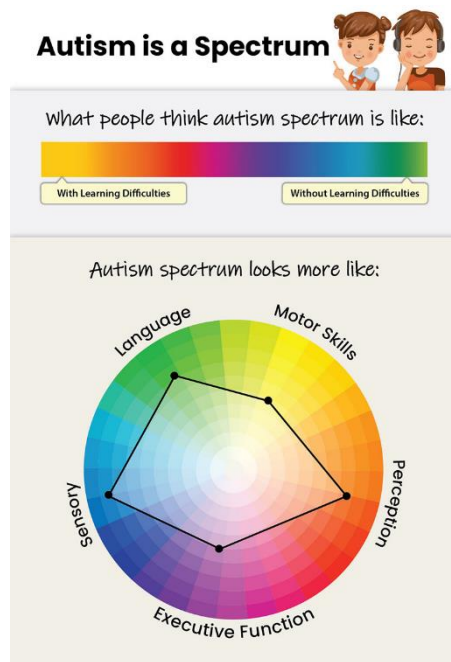 Autism is a Spectrum
What people think autism spectrum is like:
With Learning Difficulties
Without Learning Difficulties
Autism spectrum looks more like:
Language
Motor Skills
Sensory
Perception
Executive Function